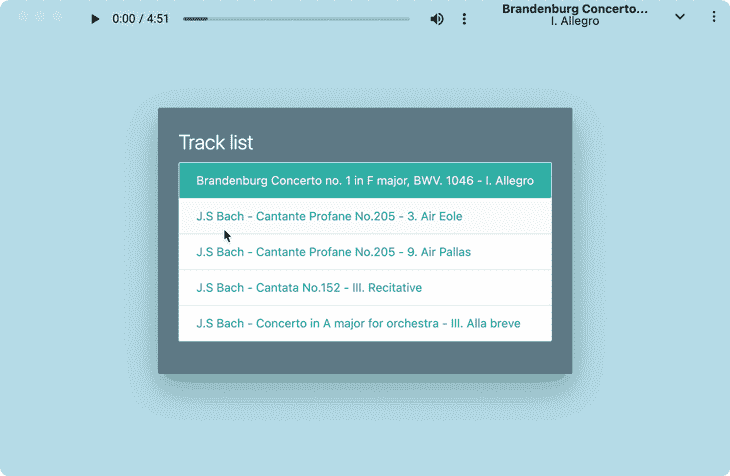 0:00 / 4:51
Brandenburg Concerto...
I. Allegro
Track list
Brandenburg Concerto no. 1 in F major, BWV. 1046 - I. Allegro
J.S Bach - Cantante Profane No.205 - 3. Air Eole
J.S Bach - Cantante Profane No.205 - 9. Air Pallas
J.S Bach - Cantata No.152 - III. Recitative
J.S Bach - Concerto in A major for orchestra - III. Alla breve